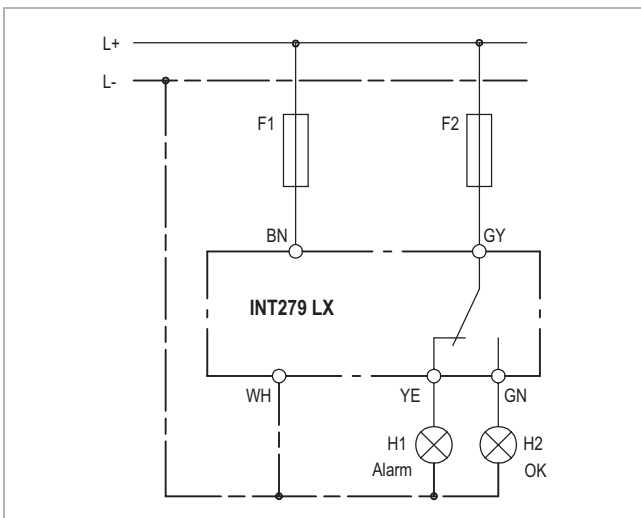 L+
L-
F1
F2
BN
GY
INT279 LX
WH
YE
GN
H1
Alarm
H2
OK